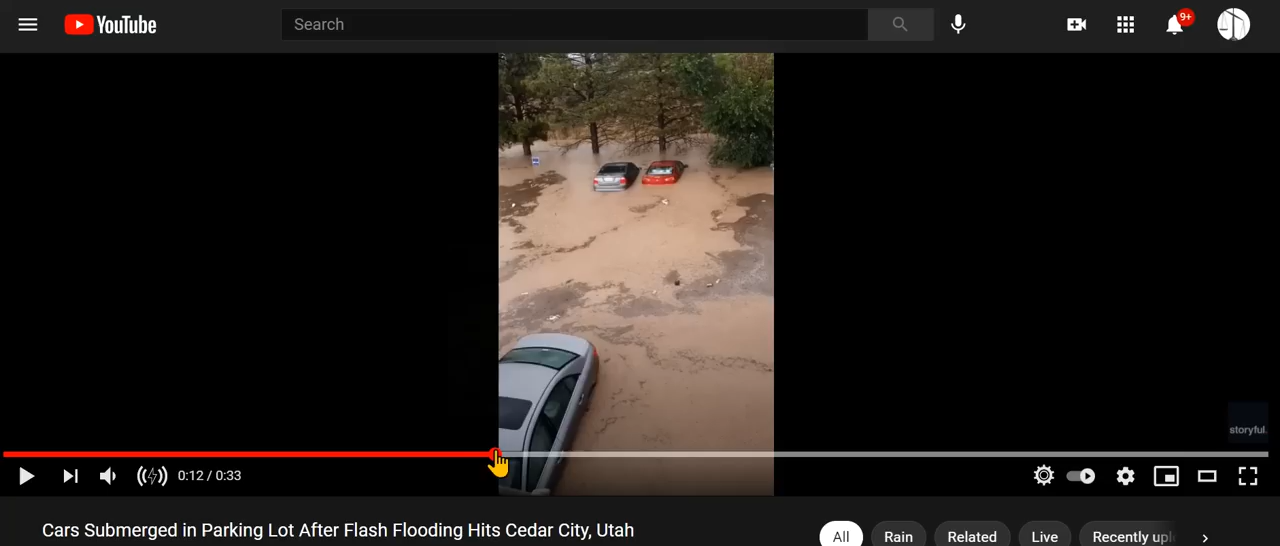 YouTube
Search
9+
storyful.
0:12 / 0:33
Cars Submerged in Parking Lot After Flash Flooding Hits Cedar City, Utah
All
Rain
Related
Live
Recently upl